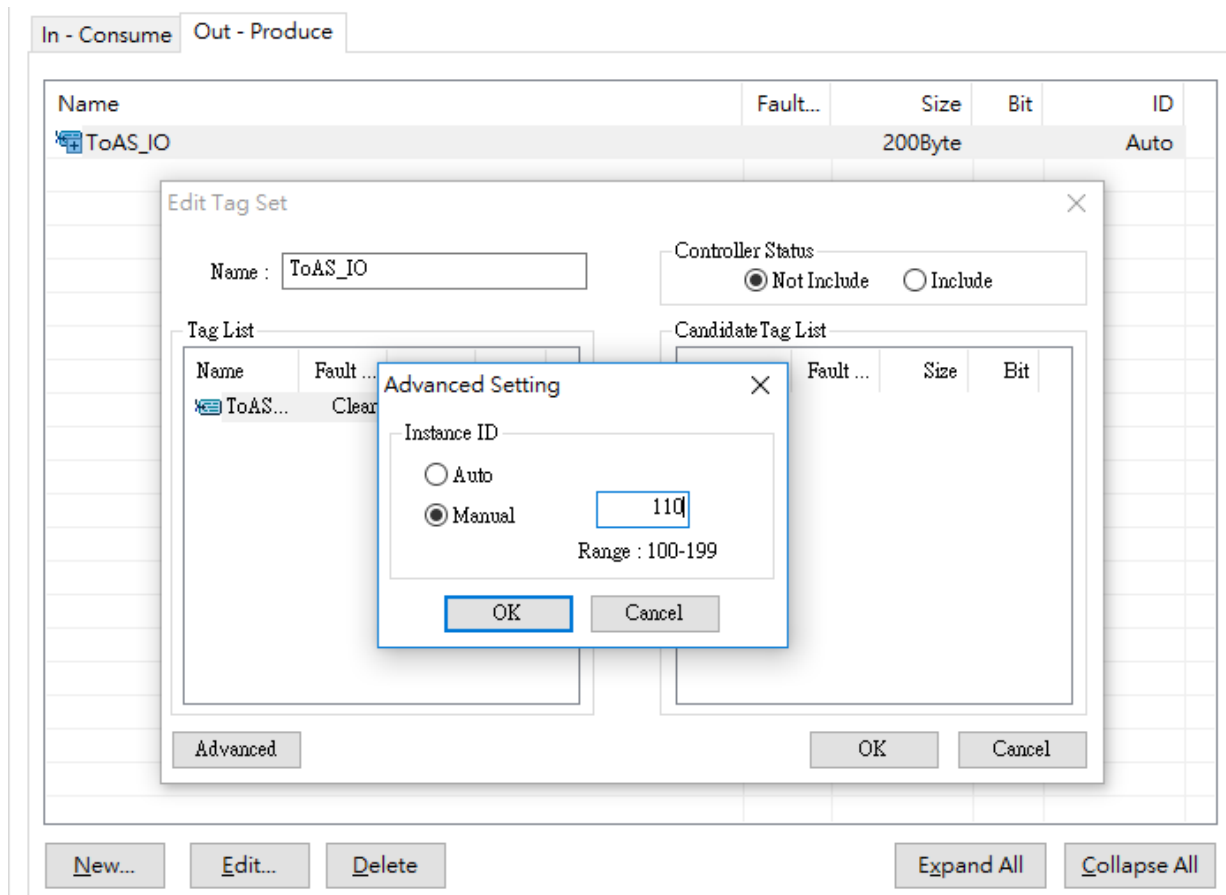 In - Consume Out - Produce
Name Fault... Size Bit ID
ToAS_IO 200Byte Auto
Edit Tag Set
Name : ToAS_IO
Controller Status
Not Include Include
Tag List
Candidate Tag List
Name Fault ...
Fault ... Size Bit
ToAS... Clear
Advanced Setting
Instance ID
Auto
Manual 110
Range : 100-199
OK Cancel
Advanced OK Cancel
New... Edit... Delete Expand All Collapse All